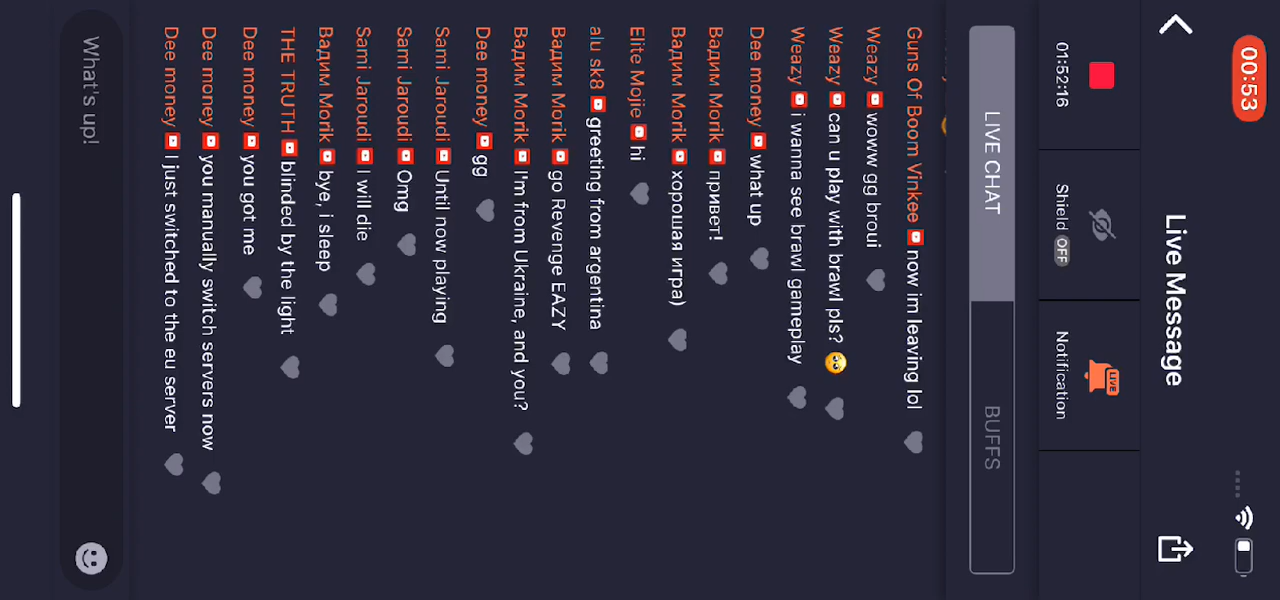 00:53
Live Message
01:52:16
Shield OFF
LIVE
Notification
LIVE CHAT
BUFFS
Guns Of Boom Vinkee now im leaving lol
Weazy woww gg broui
Weazy can u play with brawl pls? 🥺
Weazy i wanna see brawl gameplay
Dee money what up
Вадим Morik привет!
Вадим Morik хорошая игра)
Elite Mojie hi
alu sk8 greeting from argentina
Вадим Morik go Revenge EAZY
Вадим Morik I'm from Ukraine, and you?
Dee money gg
Sami Jaroudi Until now playing
Sami Jaroudi Omg
Sami Jaroudi I will die
Вадим Morik bye, i sleep
THE TRUTH blinded by the light
Dee money you got me
Dee money you manually switch servers now
Dee money I just switched to the eu server
What's up!